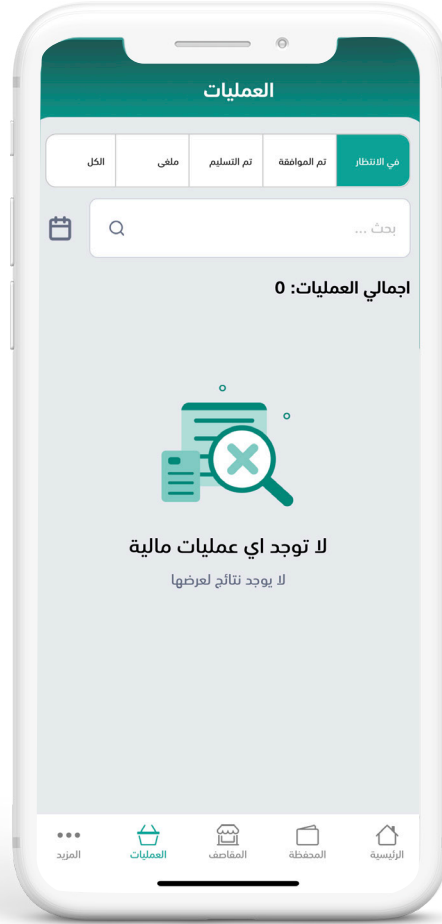 العمليات
في الانتظار
تم الموافقة
تم التسليم
ملغى
الكل
بحث ...
اجمالي العمليات: 0
لا توجد اي عمليات مالية
لا يوجد نتائج لعرضها
الرئيسية
المحفظة
المقاصف
العمليات
المزيد